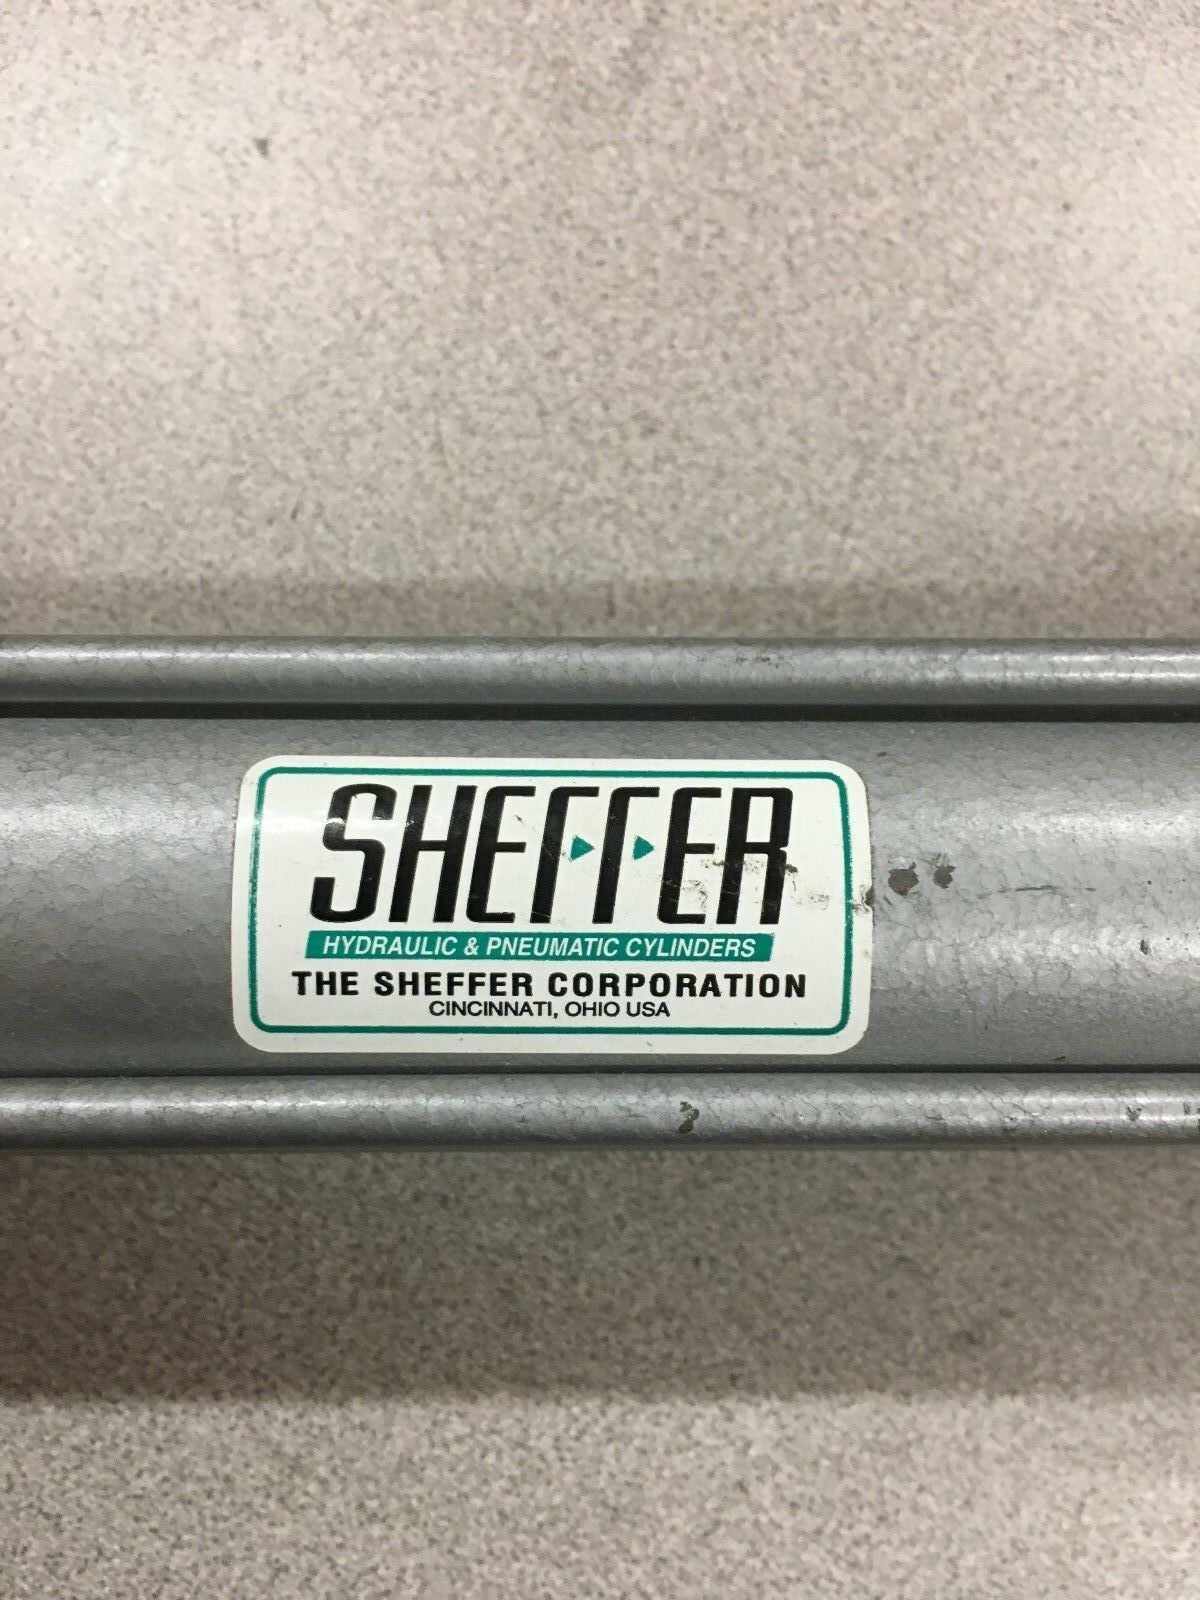 SHEFFER
HYDRAULIC & PNEUMATIC CYLINDERS
THE SHEFFER CORPORATION
CINCINNATI, OHIO USA